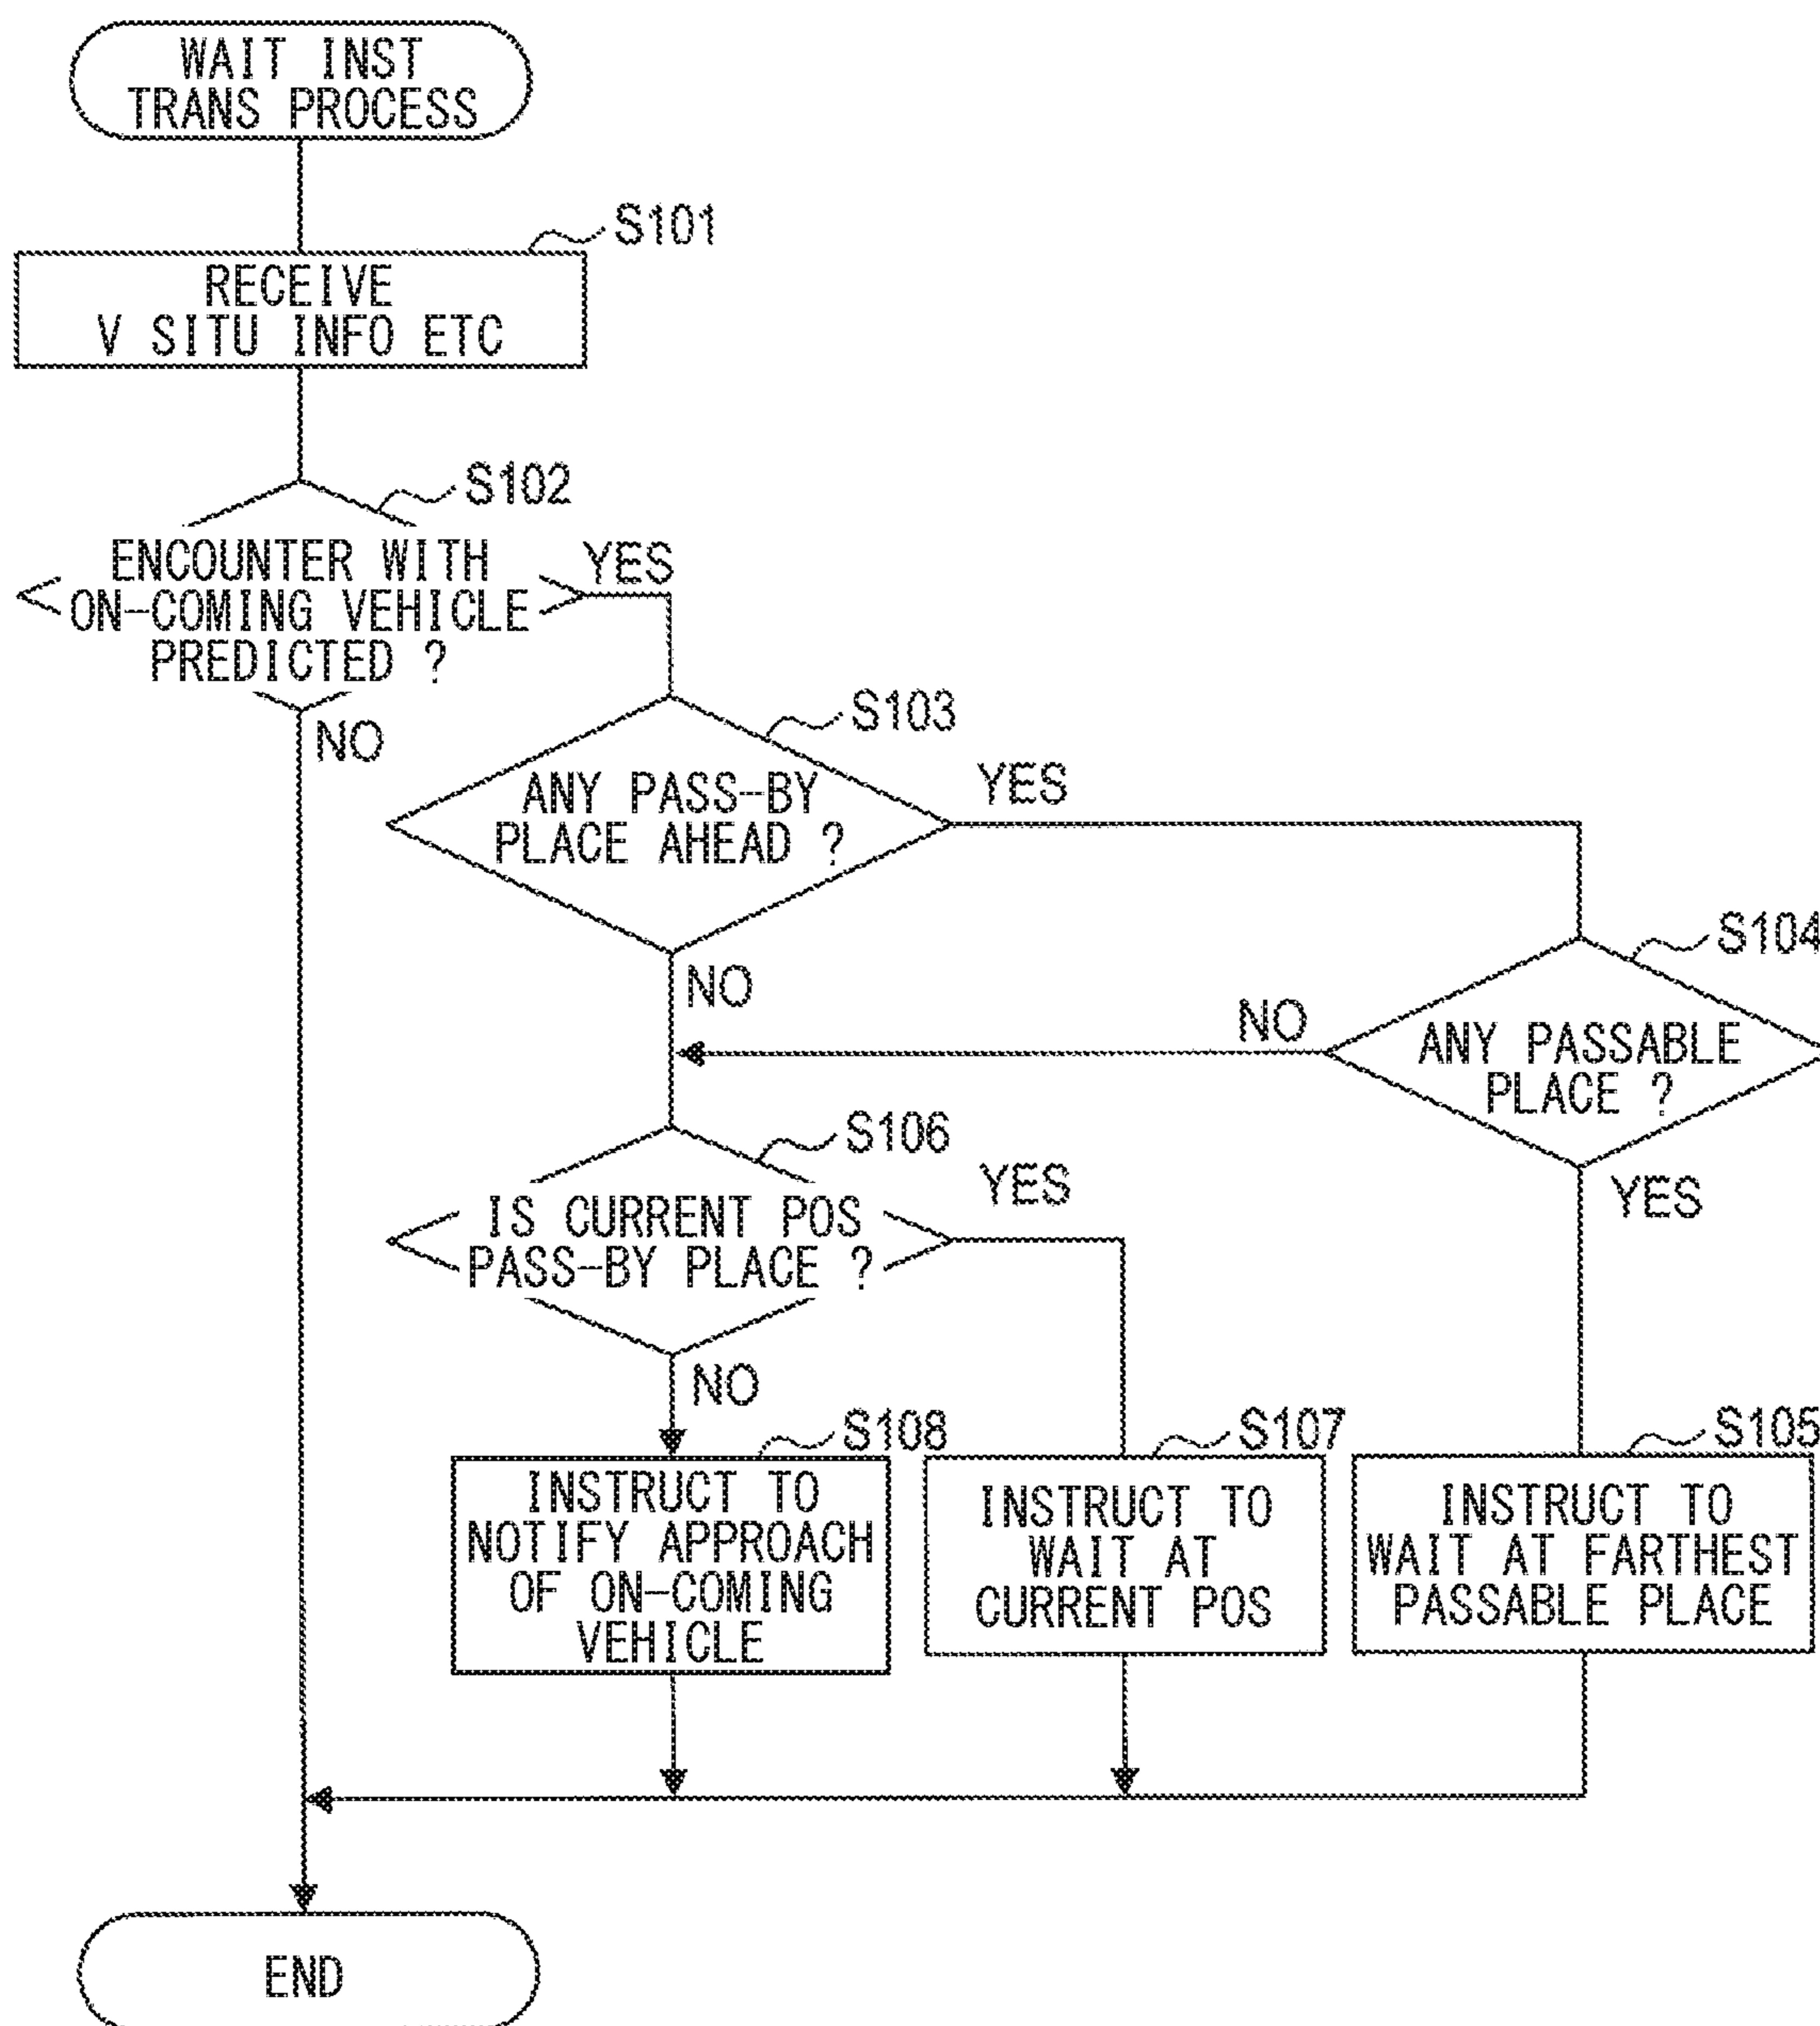 WAIT INST
TRANS PROCESS
S101
RECEIVE
V SITU INFO ETC
S102
ENCOUNTER WITH
ON-COMING VEHICLE
PREDICTED ?
YES
NO
S103
ANY PASS-BY
PLACE AHEAD ?
YES
NO
S104
ANY PASSABLE
PLACE ?
NO
YES
S106
IS CURRENT POS
PASS-BY PLACE ?
YES
NO
S108
INSTRUCT TO
NOTIFY APPROACH
OF ON-COMING
VEHICLE
S107
INSTRUCT TO
WAIT AT
CURRENT POS
S105
INSTRUCT TO
WAIT AT FARTHEST
PASSABLE PLACE
END